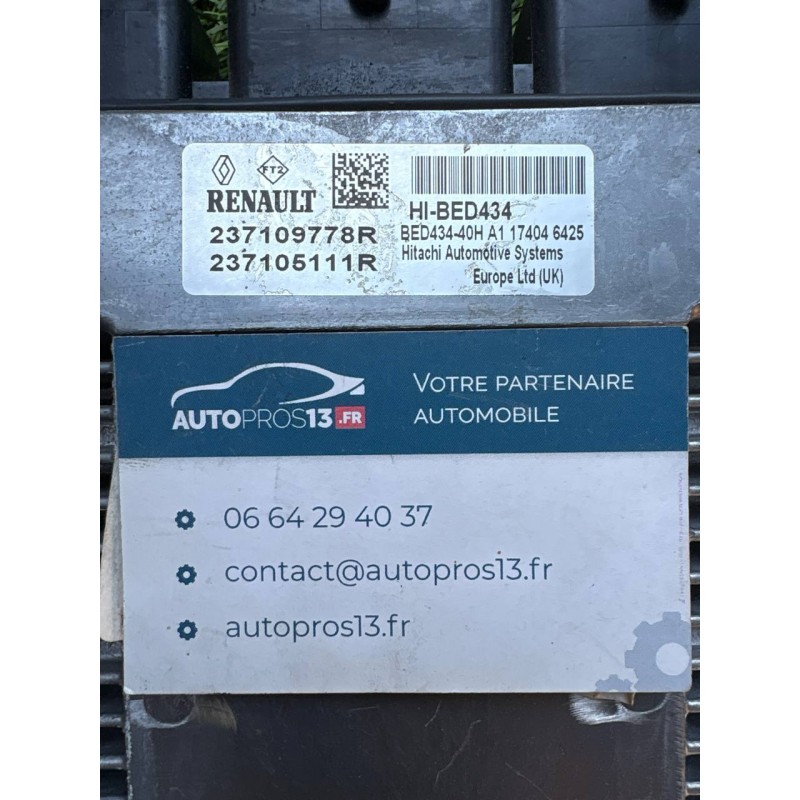 FT2
RENAULT
237109778R
237105111R
HI-BED434
BED434-40H A1 17404 6425
Hitachi Automotive Systems
Europe Ltd (UK)
AUTOPROS13.FR
VOTRE PARTENAIRE
AUTOMOBILE
06 64 29 40 37
contact@autopros13.fr
autopros13.fr